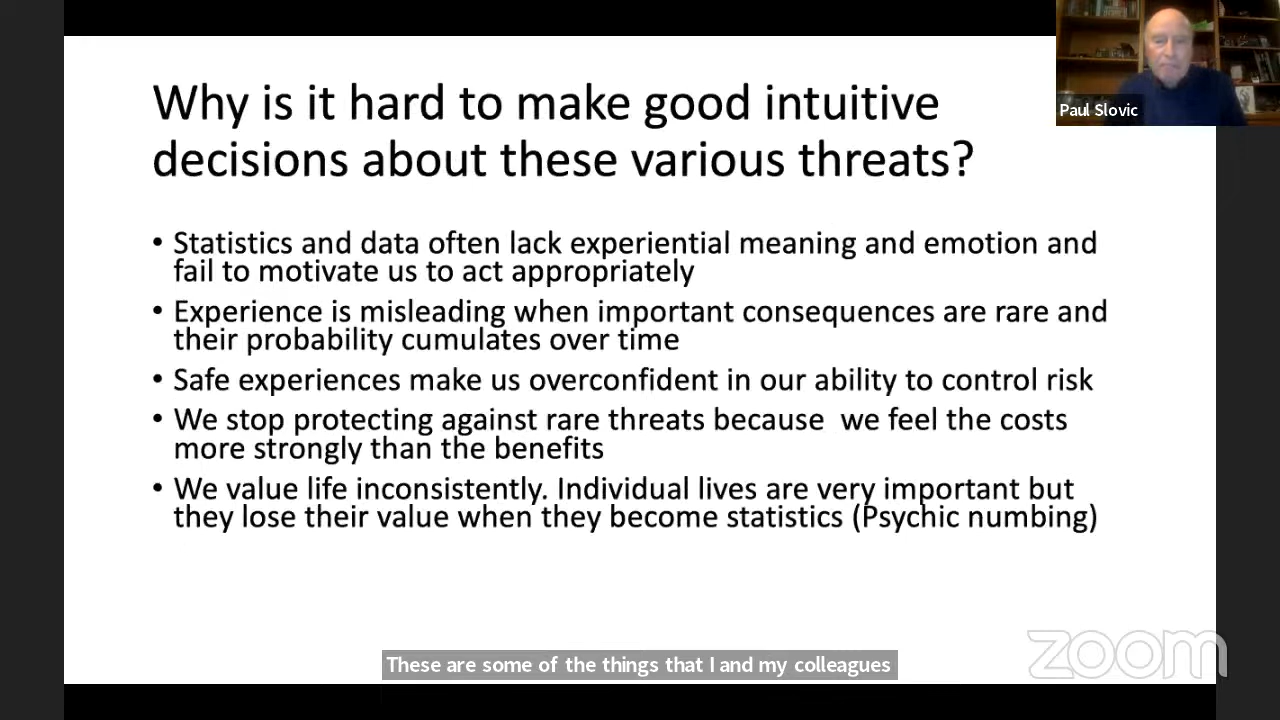 Paul Slovic
Why is it hard to make good intuitive
decisions about these various threats?
• Statistics and data often lack experiential meaning and emotion and
fail to motivate us to act appropriately
• Experience is misleading when important consequences are rare and
their probability cumulates over time
• Safe experiences make us overconfident in our ability to control risk
• We stop protecting against rare threats because  we feel the costs
more strongly than the benefits
• We value life inconsistently. Individual lives are very important but
they lose their value when they become statistics (Psychic numbing)
These are some of the things that I and my colleagues
zoom